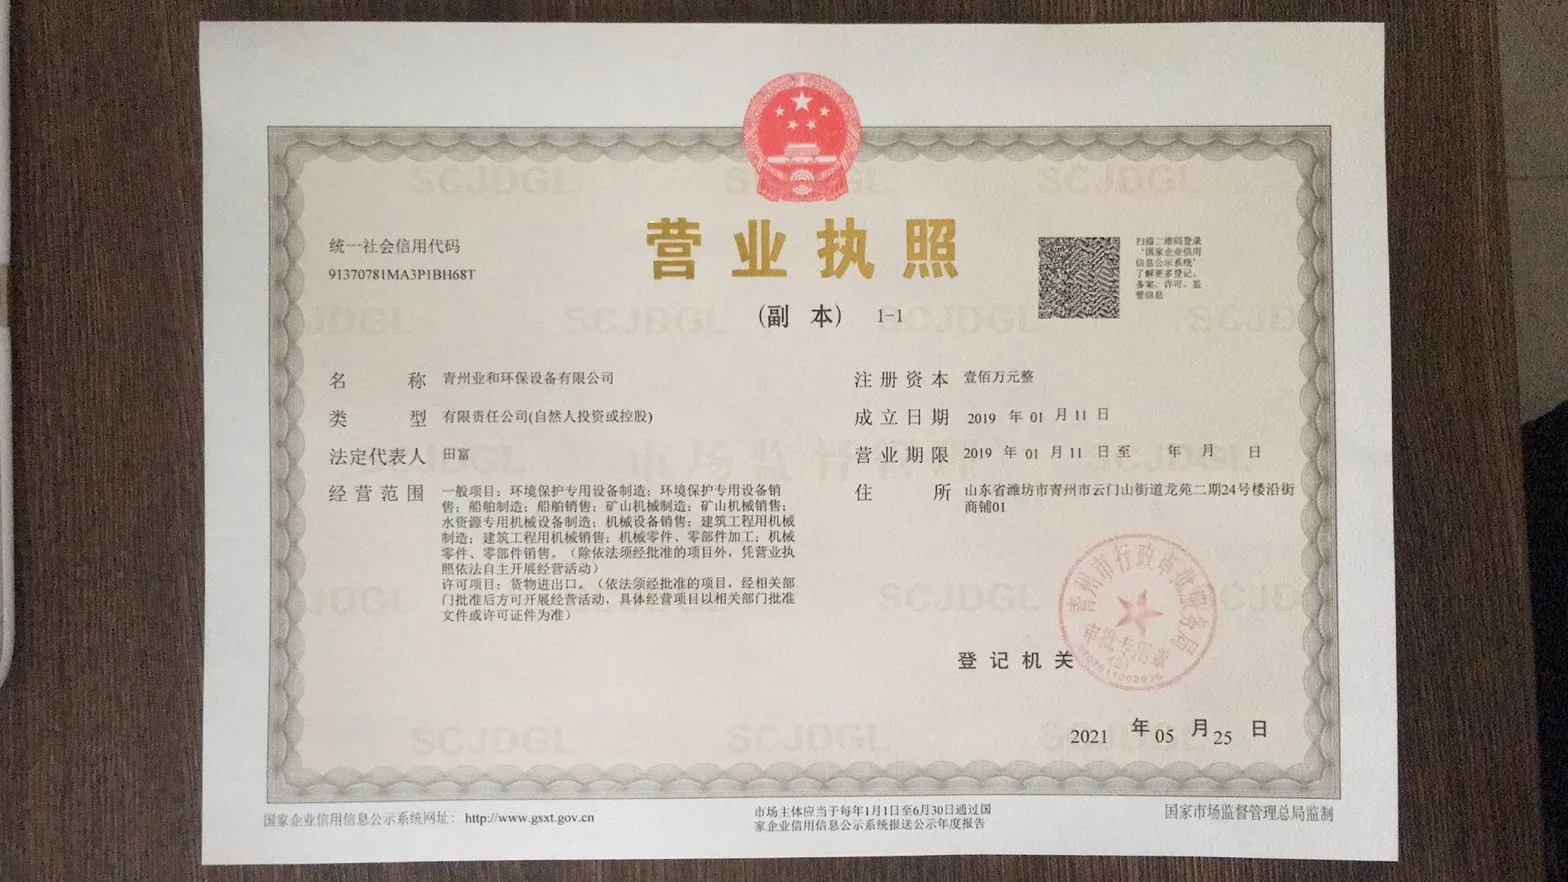 营业执照
(副 本) 1-1
统一社会信用代码
91370781MA3P1BH68T
扫描二维码登录
‘国家企业信用
信息公示系统’
了解更多登记、
备案、许可、监
管信息
名 称 青州业和环保设备有限公司
类 型 有限责任公司(自然人投资或控股)
法定代表人 田富
经营范围 一般项目：环境保护专用设备制造；环境保护专用设备销
售；船舶制造；船舶销售；矿山机械制造；矿山机械销售；
水资源专用机械设备制造；机械设备销售；建筑工程用机械
制造；建筑工程用机械销售；机械零件、零部件加工；机械
零件、零部件销售。（除依法须经批准的项目外，凭营业执
照依法自主开展经营活动）
许可项目：货物进出口。（依法须经批准的项目，经相关部
门批准后方可开展经营活动，具体经营项目以相关部门批准
文件或许可证件为准）
注册资本 壹佰万元整
成立日期 2019 年 01 月 11 日
营业期限 2019 年 01 月 11 日至 年 月 日
住 所 山东省潍坊市青州市云门山街道龙苑二期24号楼沿街
商铺01
登记机关
青州市行政审批服务局
审批专用章
(3)
2021 年 05 月 25 日
国家企业信用信息公示系统网址：http://www.gsxt.gov.cn
市场主体应当于每年1月1日至6月30日通过国
家企业信用信息公示系统报送公示年度报告
国家市场监督管理总局监制